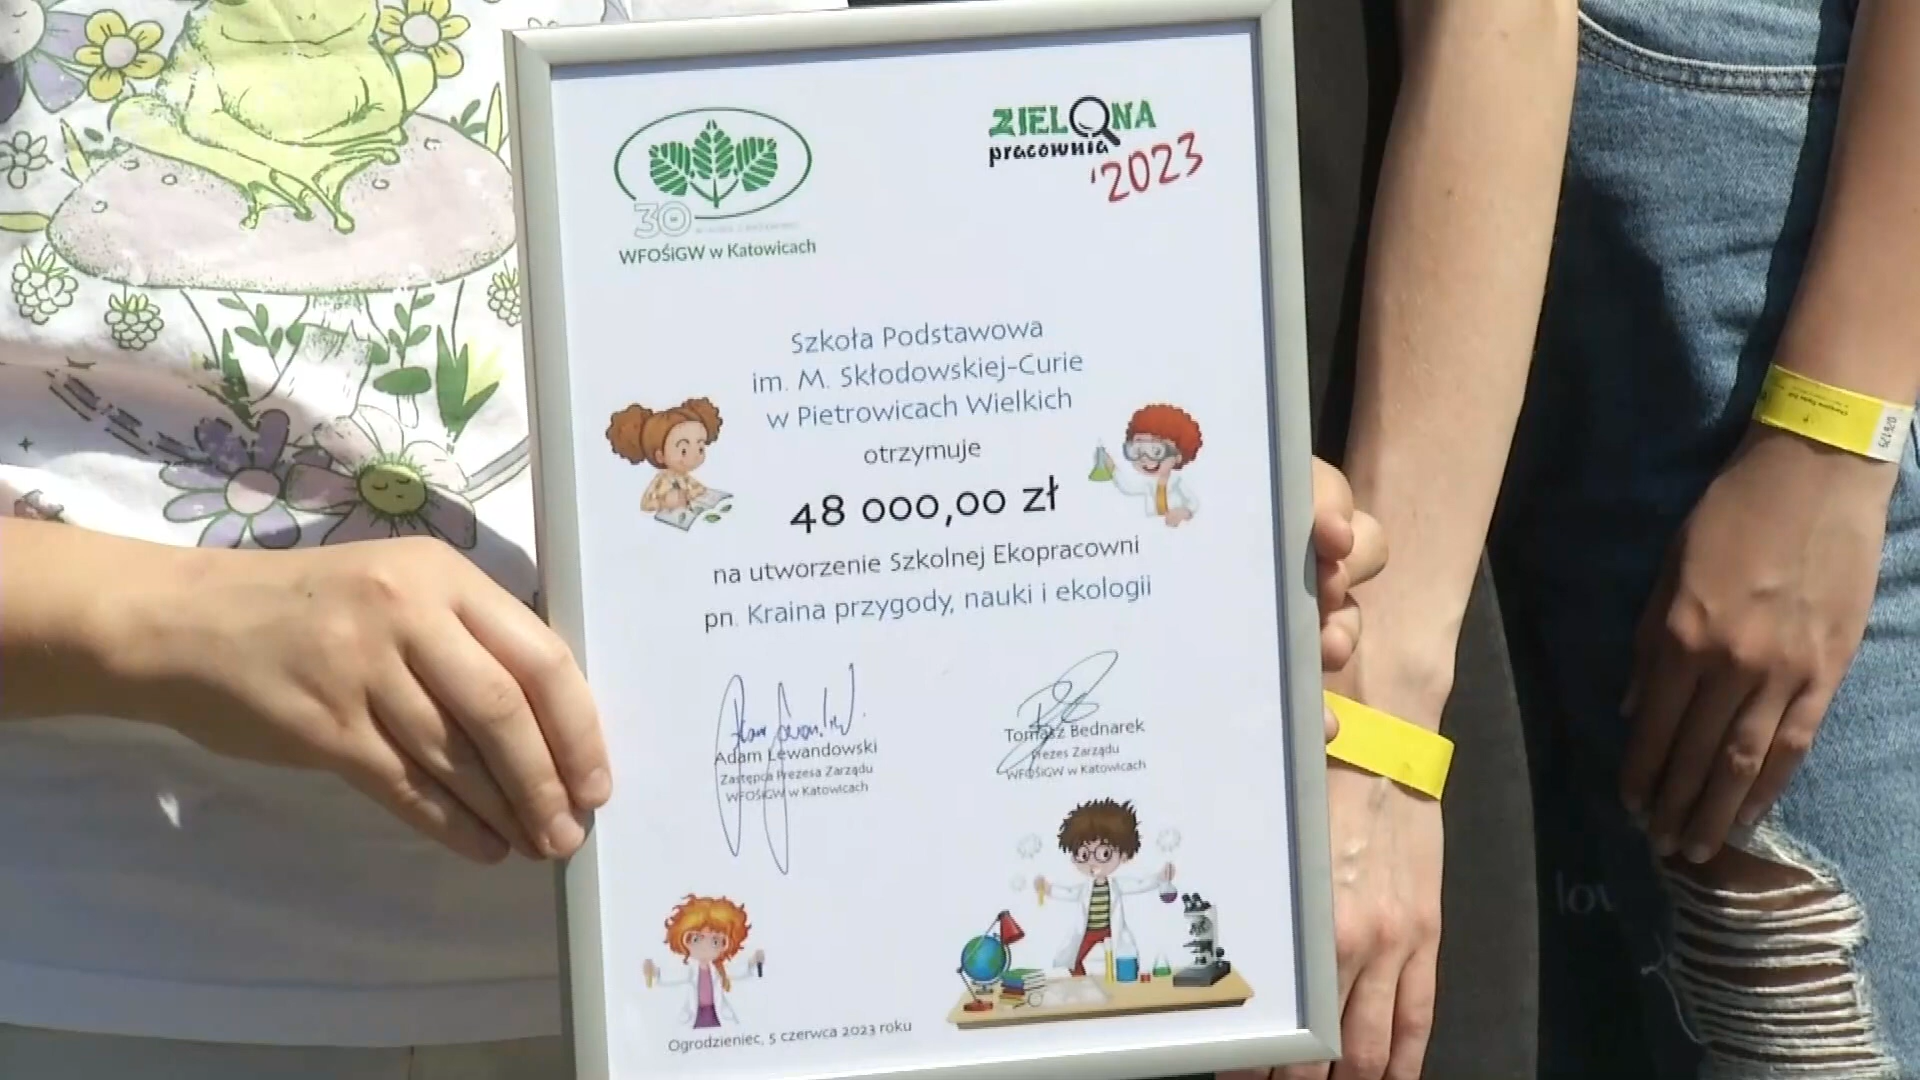 ZIELONA
pracownia
'2023
30
WFOŚiGW w Katowicach
Szkoła Podstawowa
im. M. Skłodowskiej-Curie
w Pietrowicach Wielkich
otrzymuje
48 000,00 zł
na utworzenie Szkolnej Ekopracowni
pn. Kraina przygody, nauki i ekologii
Adam Lewandowski
Zastępca Prezesa Zarządu
WFOŚiGW w Katowicach
Tomasz Bednarek
Prezes Zarządu
WFOŚiGW w Katowicach
Ogrodzieniec, 5 czerwca 2023 roku